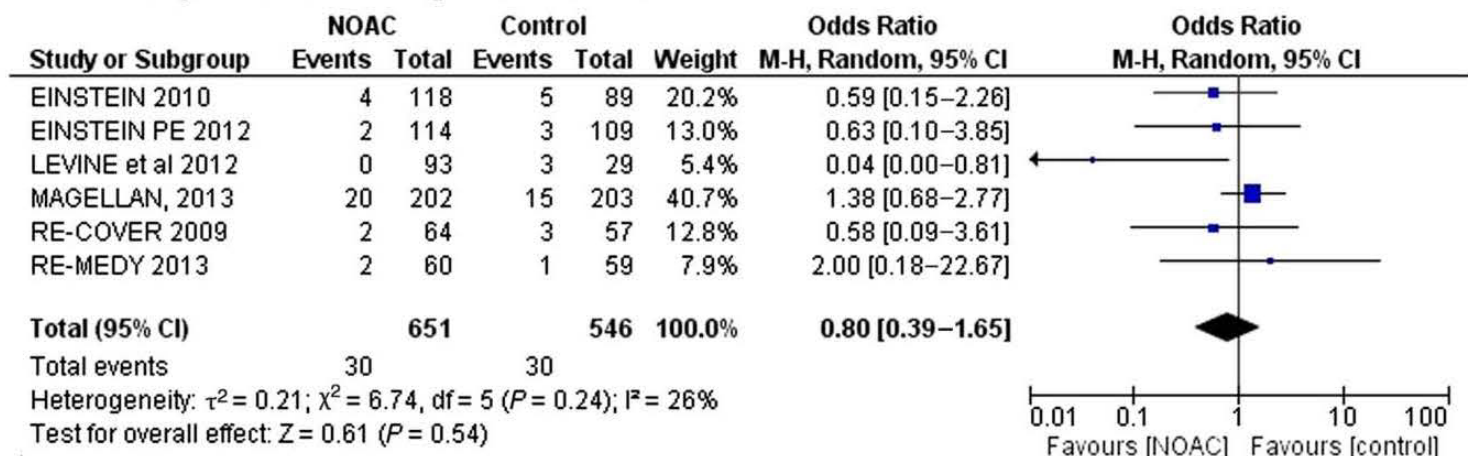 NOAC Control Odds Ratio Odds Ratio
Study or Subgroup Events Total Events Total Weight M-H, Random, 95% CI M-H, Random, 95% CI
EINSTEIN 2010 4 118 5 89 20.2% 0.59 [0.15–2.26]
EINSTEIN PE 2012 2 114 3 109 13.0% 0.63 [0.10–3.85]
LEVINE et al 2012 0 93 3 29 5.4% 0.04 [0.00–0.81]
MAGELLAN, 2013 20 202 15 203 40.7% 1.38 [0.68–2.77]
RE-COVER 2009 2 64 3 57 12.8% 0.58 [0.09–3.61]
RE-MEDY 2013 2 60 1 59 7.9% 2.00 [0.18–22.67]
Total (95% CI) 651 546 100.0% 0.80 [0.39–1.65]
Total events 30 30
Heterogeneity: τ² = 0.21; χ² = 6.74, df = 5 (P = 0.24); I² = 26%
Test for overall effect: Z = 0.61 (P = 0.54)
0.01 0.1 1 10 100
Favours [NOAC] Favours [control]